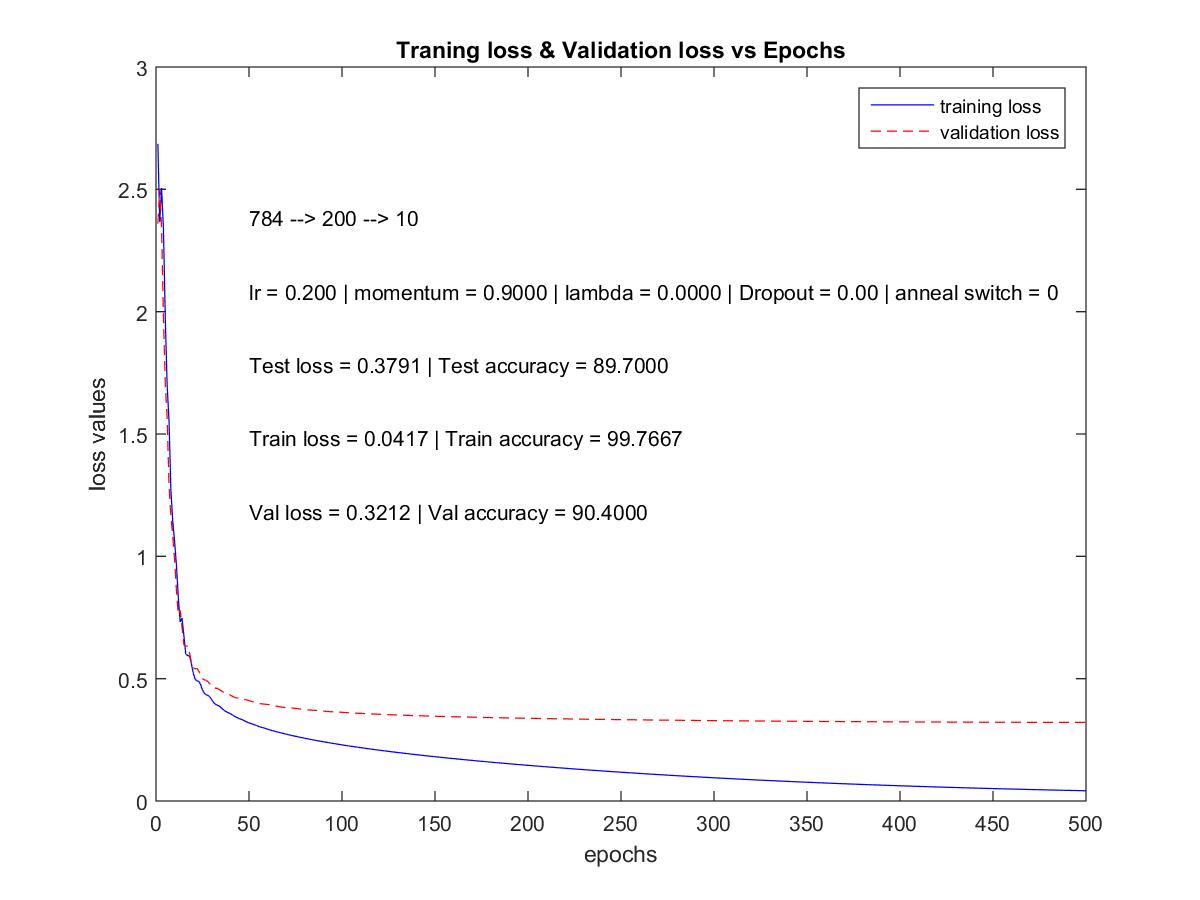 Traning loss & Validation loss vs Epochs
3
training loss
validation loss
2.5
784 --> 200 --> 10
lr = 0.200 | momentum = 0.9000 | lambda = 0.0000 | Dropout = 0.00 | anneal switch = 0
2
Test loss = 0.3791 | Test accuracy = 89.7000
loss values
1.5
Train loss = 0.0417 | Train accuracy = 99.7667
Val loss = 0.3212 | Val accuracy = 90.4000
1
0.5
0
0 50 100 150 200 250 300 350 400 450 500
epochs